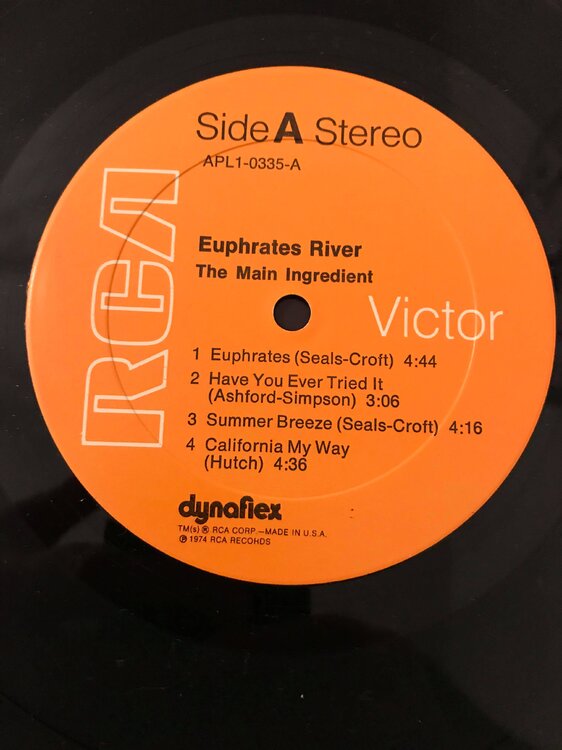 Side A Stereo
APL1-0335-A
RCA
Euphrates River
The Main Ingredient
Victor
1 Euphrates (Seals-Croft) 4:44
2 Have You Ever Tried It
(Ashford-Simpson) 3:06
3 Summer Breeze (Seals-Croft) 4:16
4 California My Way
(Hutch) 4:36
dynaflex
TM(s) ® RCA CORP.—MADE IN U.S.A.
℗ 1974 RCA RECORDS